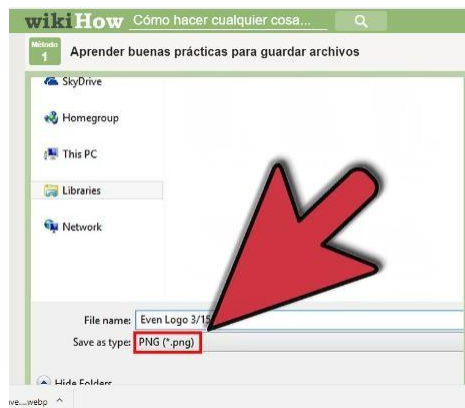 wikiHow Cómo hacer cualquier cosa...
Método
1
Aprender buenas prácticas para guardar archivos
SkyDrive
Homegroup
This PC
Libraries
Network
File name: Even Logo 3/15
Save as type: PNG (*.png)
Hide Folders
ove....webp